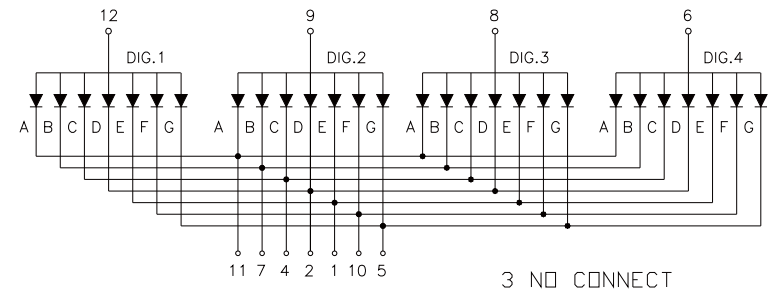 12 9 8 6
DIG.1 DIG.2 DIG.3 DIG.4
A B C D E F G A B C D E F G A B C D E F G A B C D E F G
11 7 4 2 1 10 5
3 NO CONNECT